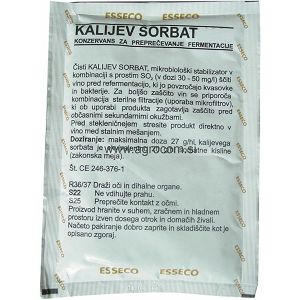 ESSECO
KALIJEV SORBAT
KONZERVANS ZA PREPREČEVANJE FERMENTACIJE
Čisti KALIJEV SORBAT, mikrobiološki stabilizator v
kombinaciji s prostim SO₂ (v dozi 30 - 50 mg/l) ščiti
vino pred refermentacijo, ki jo povzročajo kvasovke
in bakterije. Za boljšo zaščito vin se priporoča
kombinacija sterilne filtracije (uporaba mikrofiltrov),
ki ob uporabi produkta zagotavlja zaščito pred
občasnimi sekundarnimi okužbami.
Pred stekleničenjem stresite produkt direktno v
vino med stalnim mešanjem.
Doziranje: maksimalna doza 27 g/hl, kalijevega
sorbata je
www.agrocom.si
kisline
(zakonska meja).
Št. CE 246-376-1
R36/37 Draži oči in dihalne organe.
S22 Ne vdihujte prahu.
S25 Preprečite kontakt z očmi.
Proizvod hranite v suhem, zračnem in hladnem
prostoru izven dosega otrok in domačih živali.
Načeto pakiranje dobro zaprite in skladiščite kot je
opisano zgoraj.
ESSECO